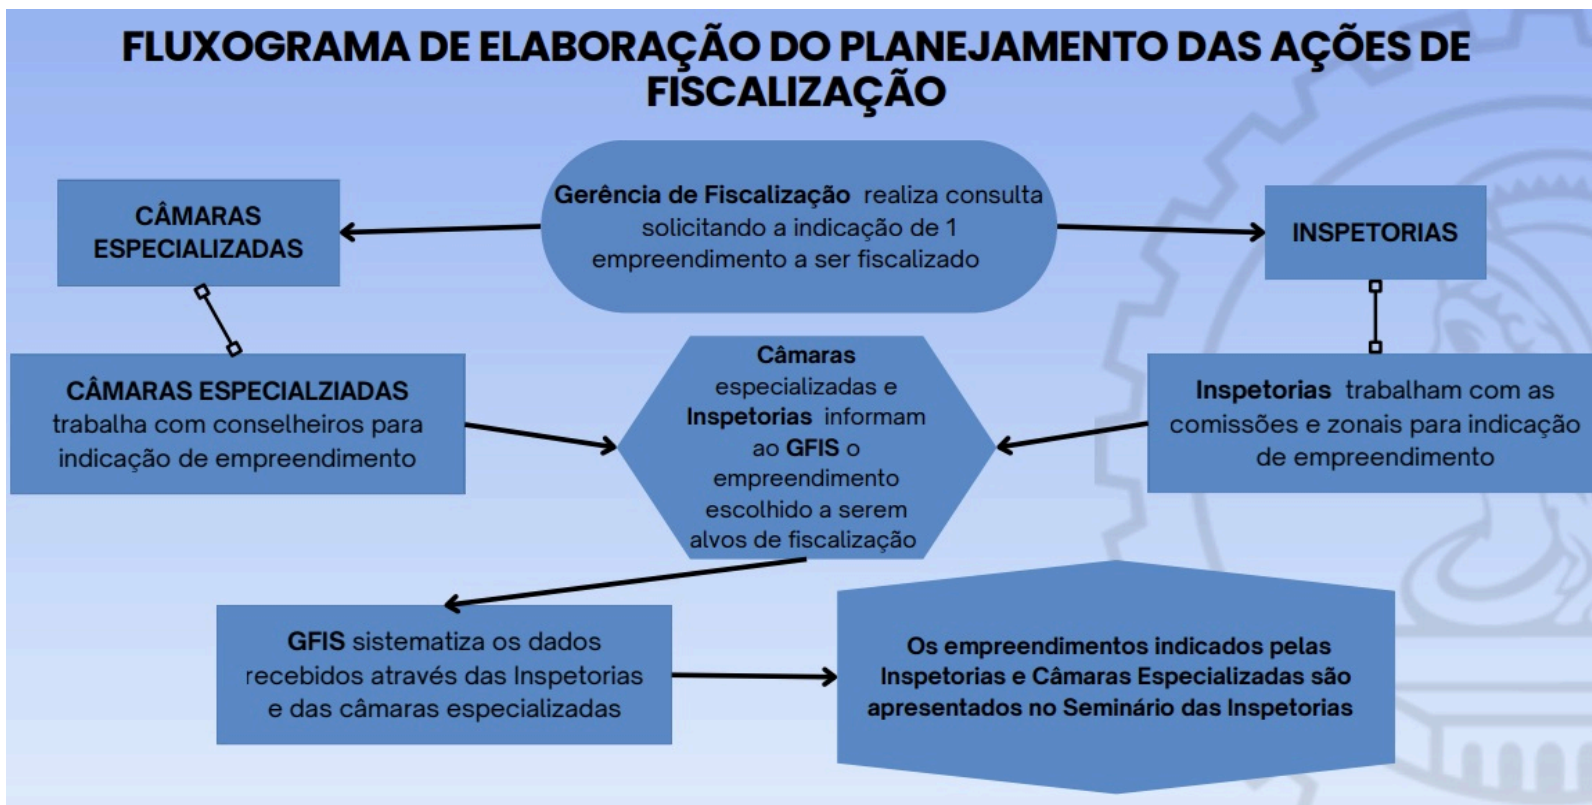 FLUXOGRAMA DE ELABORAÇÃO DO PLANEJAMENTO DAS AÇÕES DE
FISCALIZAÇÃO
CÂMARAS
ESPECIALIZADAS
Gerência de Fiscalização realiza consulta
solicitando a indicação de 1
empreendimento a ser fiscalizado
INSPETORIAS
CÂMARAS ESPECIALZIADAS
trabalha com conselheiros para
indicação de empreendimento
Câmaras
especializadas e
Inspetorias informam
ao GFIS o
empreendimento
escolhido a serem
alvos de fiscalização
Inspetorias trabalham com as
comissões e zonais para indicação
de empreendimento
GFIS sistematiza os dados
recebidos através das Inspetorias
e das câmaras especializadas
Os empreendimentos indicados pelas
Inspetorias e Câmaras Especializadas são
apresentados no Seminário das Inspetorias